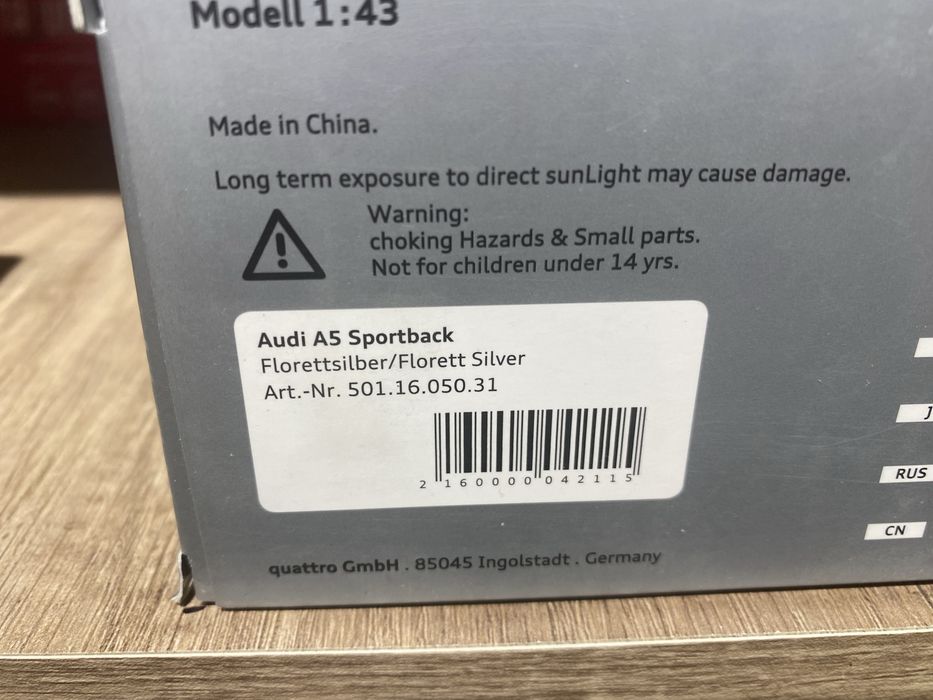 Modell 1:43
Made in China.
Long term exposure to direct sunLight may cause damage.
Warning:
choking Hazards & Small parts.
Not for children under 14 yrs.
Audi A5 Sportback
Florettsilber/Florett Silver
Art.-Nr. 501.16.050.31
2 160000 042115
J
RUS
CN
quattro GmbH . 85045 Ingolstadt . Germany